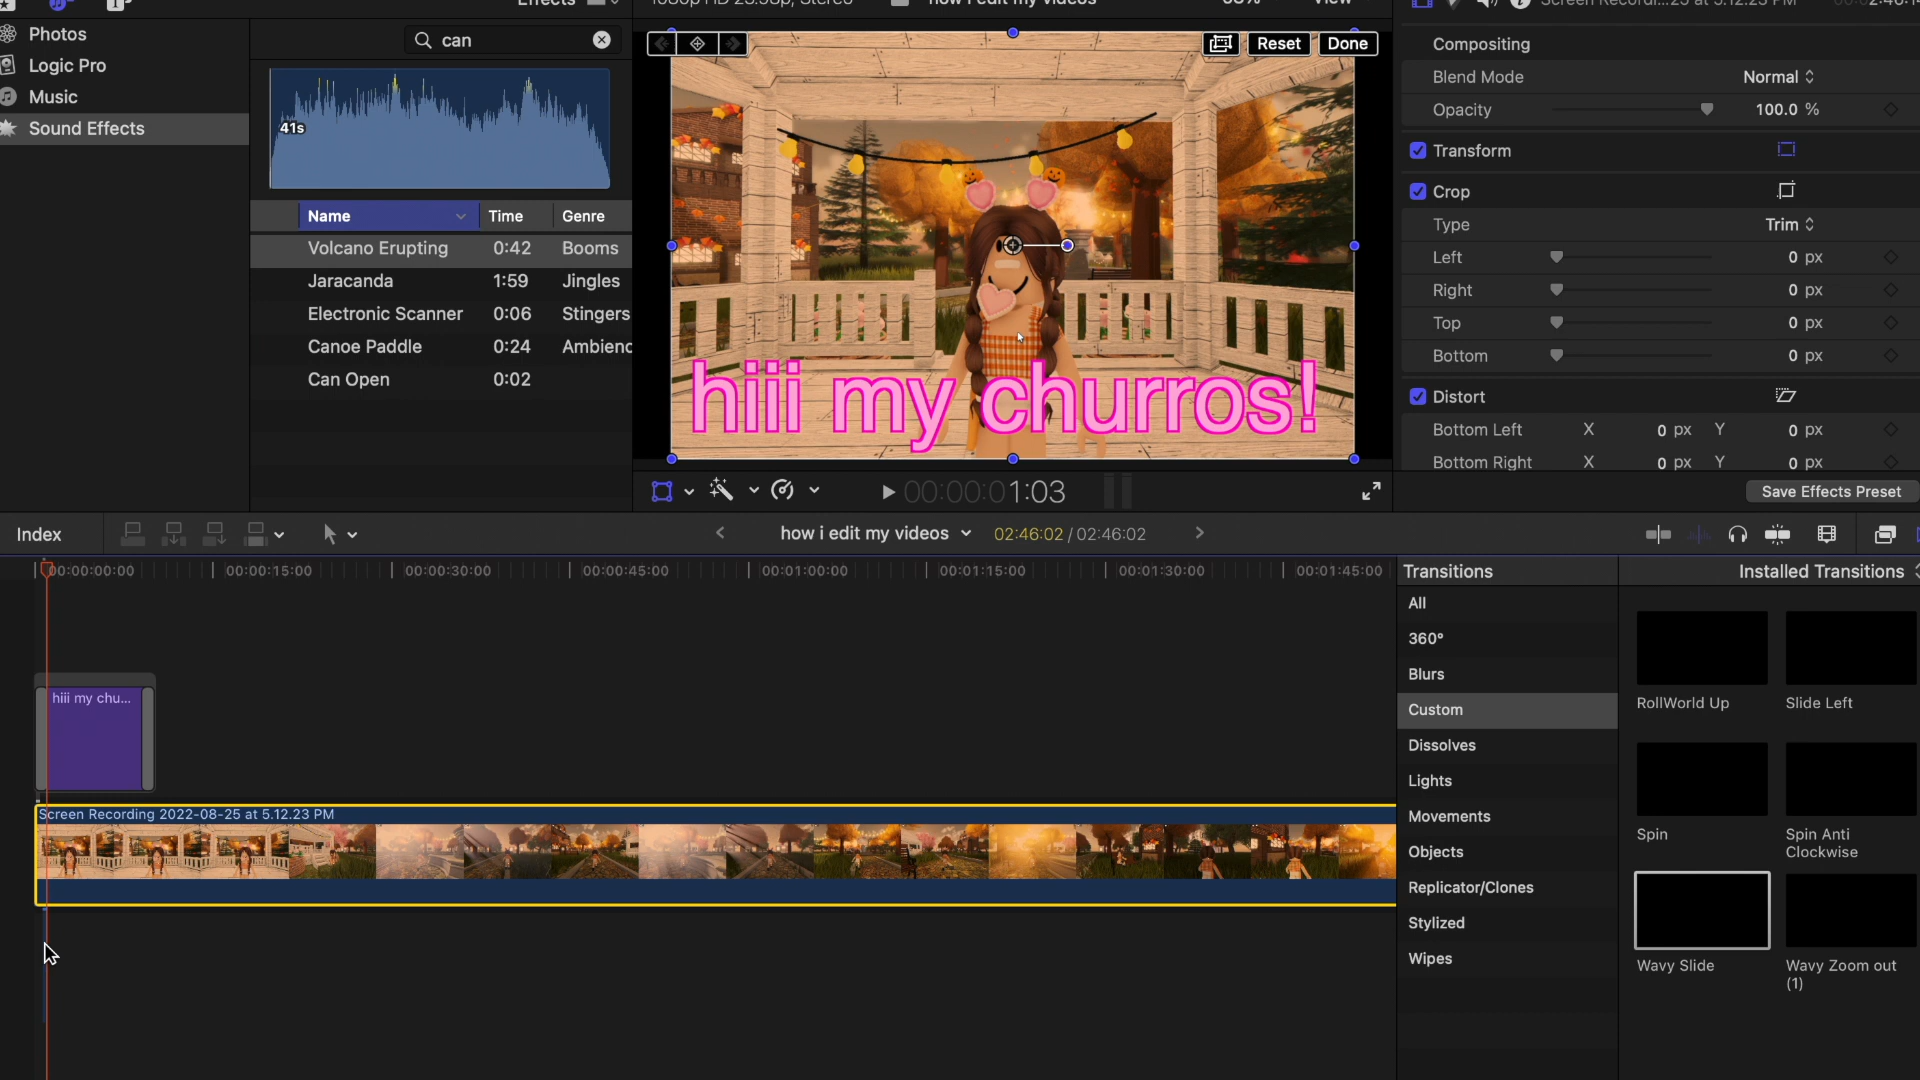 Effects
how i edit my videos
View
Photos
Logic Pro
Music
Sound Effects
can
41s
Name
Time
Genre
Volcano Erupting 0:42 Booms
Jaracanda 1:59 Jingles
Electronic Scanner 0:06 Stingers
Canoe Paddle 0:24 Ambienc
Can Open 0:02
Reset
Done
hiii my churros!
00:00:01:03
Compositing
Blend Mode Normal
Opacity 100.0 %
Transform
Crop
Type Trim
Left 0 px
Right 0 px
Top 0 px
Bottom 0 px
Distort
Bottom Left X 0 px Y 0 px
Bottom Right X 0 px Y 0 px
Save Effects Preset
Index
how i edit my videos
02:46:02 / 02:46:02
00:00:00:00
00:00:15:00
00:00:30:00
00:00:45:00
00:01:00:00
00:01:15:00
00:01:30:00
00:01:45:00
hiii my chu...
Screen Recording 2022-08-25 at 5.12.23 PM
Transitions
Installed Transitions
All
360°
Blurs
Custom
Dissolves
Lights
Movements
Objects
Replicator/Clones
Stylized
Wipes
RollWorld Up
Slide Left
Spin
Spin Anti
Clockwise
Wavy Slide
Wavy Zoom out
(1)